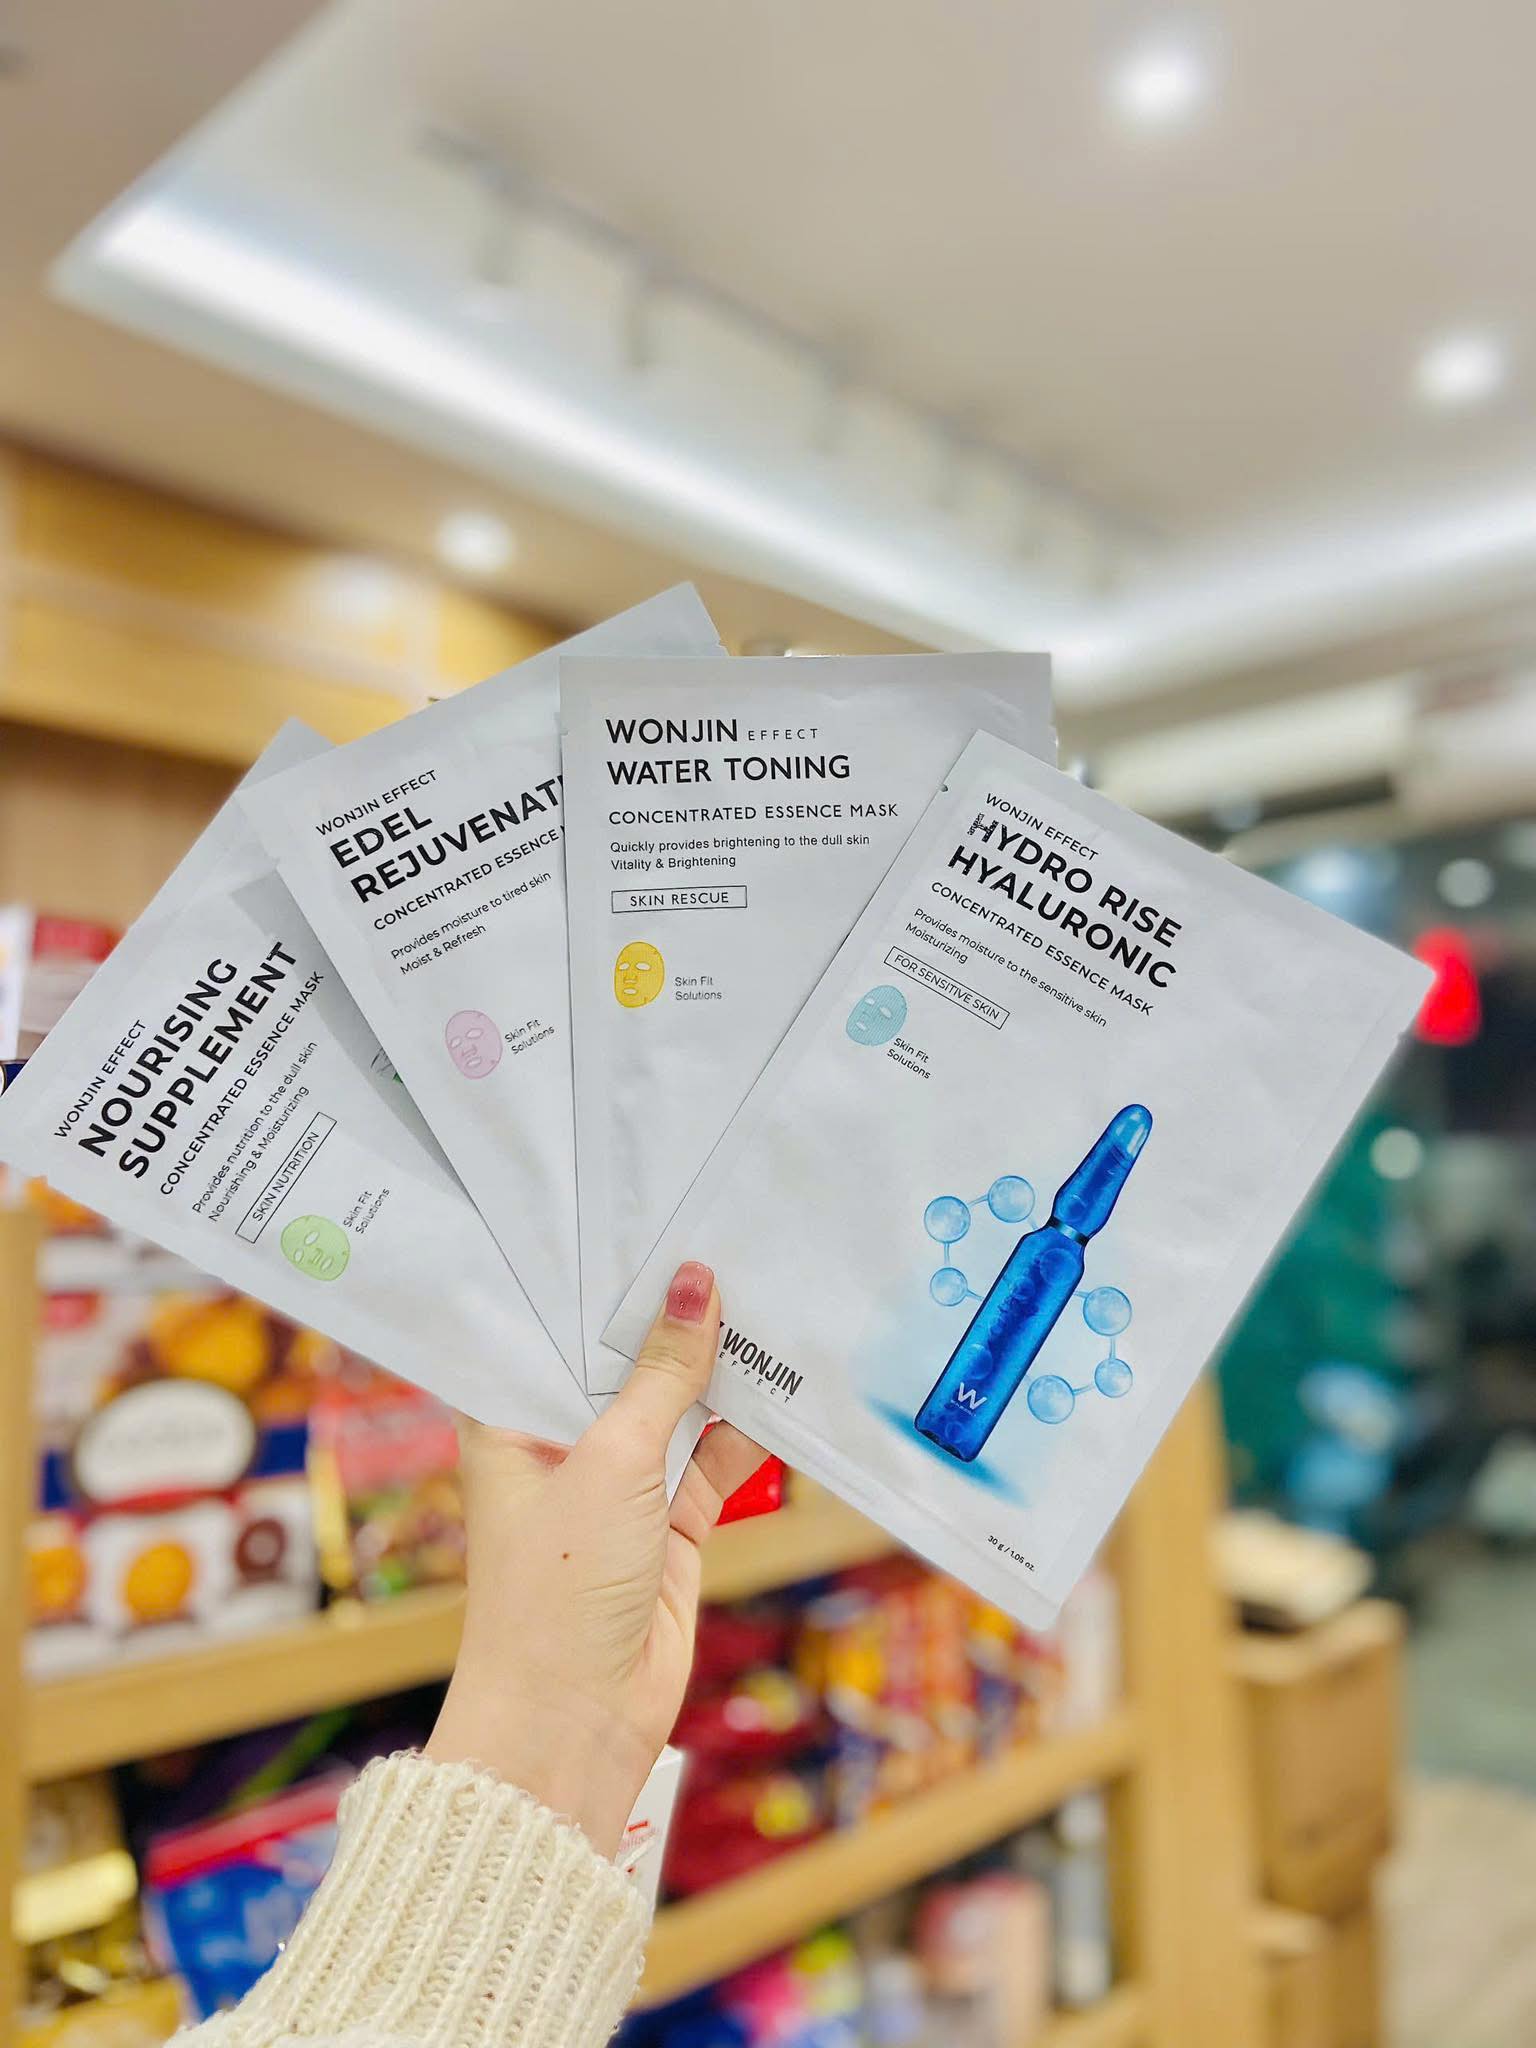 WONJIN EFFECT
NOURISING
SUPPLEMENT
CONCENTRATED ESSENCE MASK
Provides nutrition to the dull skin
Nourishing & Moisturizing
SKIN NUTRITION
Skin Fit
Solutions
WONJIN EFFECT
EDEL
REJUVENAT
CONCENTRATED ESSENCE
Provides moisture to tired skin
Moist & Refresh
Skin Fit
Solutions
WONJIN EFFECT
WATER TONING
CONCENTRATED ESSENCE MASK
Quickly provides brightening to the dull skin
Vitality & Brightening
SKIN RESCUE
Skin Fit
Solutions
WONJIN EFFECT
HYDRO RISE
HYALURONIC
CONCENTRATED ESSENCE MASK
Provides moisture to the sensitive skin
Moisturizing
FOR SENSITIVE SKIN
Skin Fit
Solutions
W
WONJIN
EFFECT
30 g / 1.05 oz.